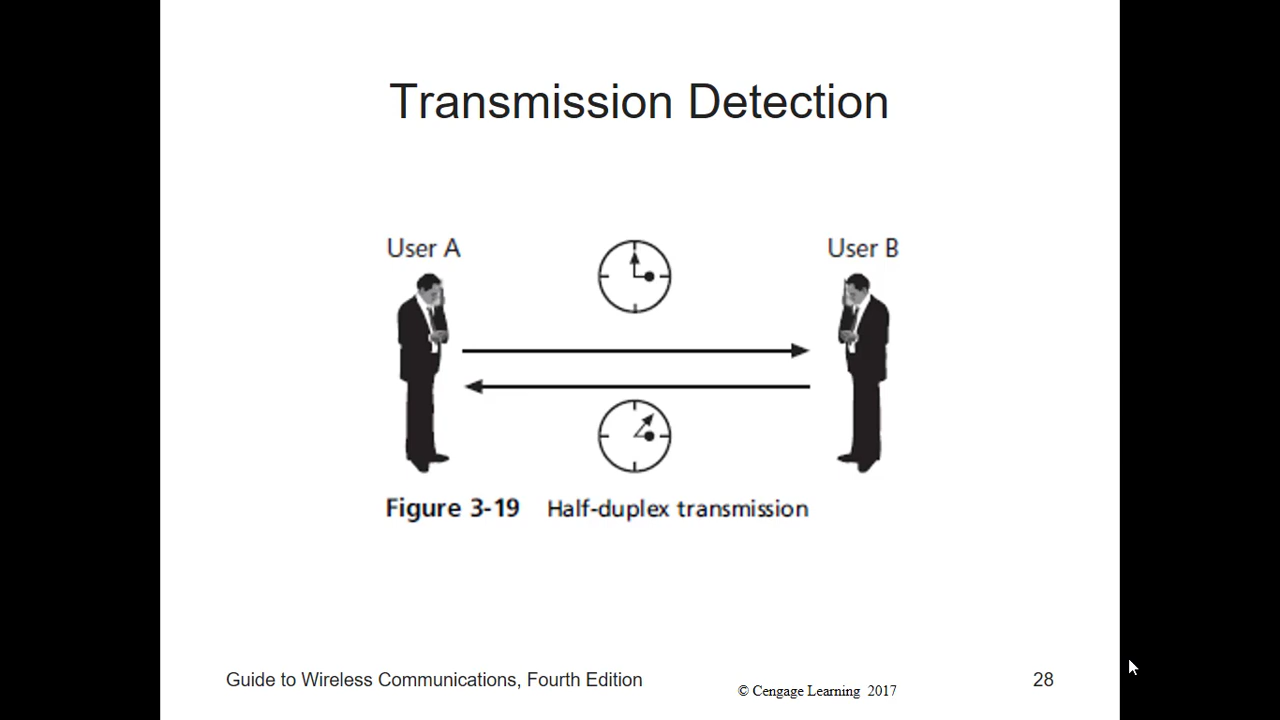 Transmission Detection
User A
User B
Figure 3-19 Half-duplex transmission
Guide to Wireless Communications, Fourth Edition
© Cengage Learning 2017
28